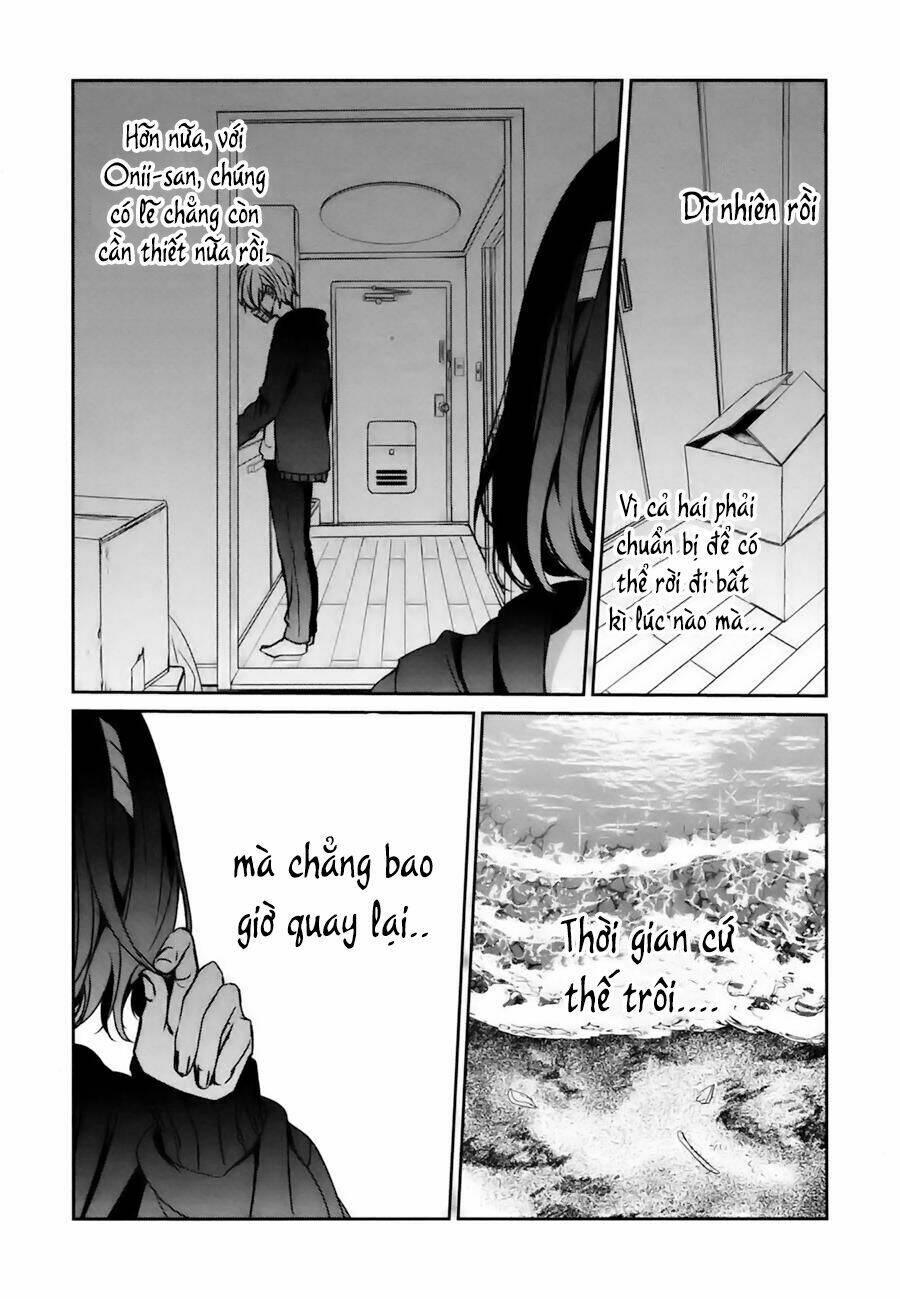 Dĩ nhiên rồi
Vì cả hai phải
chuẩn bị để có
thể rời đi bất
kì lúc nào mà...
Hỡn nữa, với
Onii-san, chúng
có lẽ chẳng còn
cần thiết nữa rồi.
Thời gian cứ
thế trôi....
mà chẳng bao
giờ quay lại..